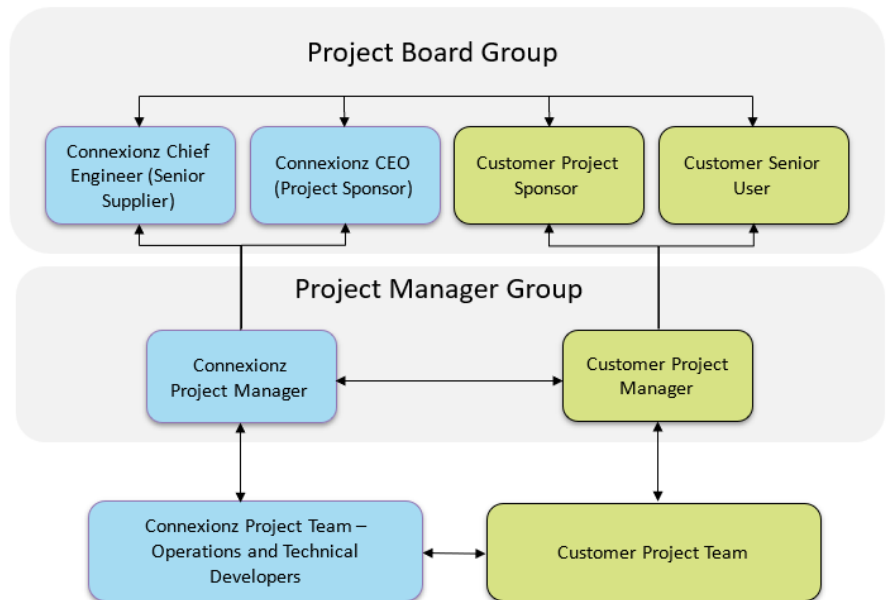 Project Board Group
Connexionz Chief
Engineer (Senior
Supplier)
Connexionz CEO
(Project Sponsor)
Customer Project
Sponsor
Customer Senior
User
Project Manager Group
Connexionz
Project Manager
Customer Project
Manager
Connexionz Project Team –
Operations and Technical
Developers
Customer Project Team